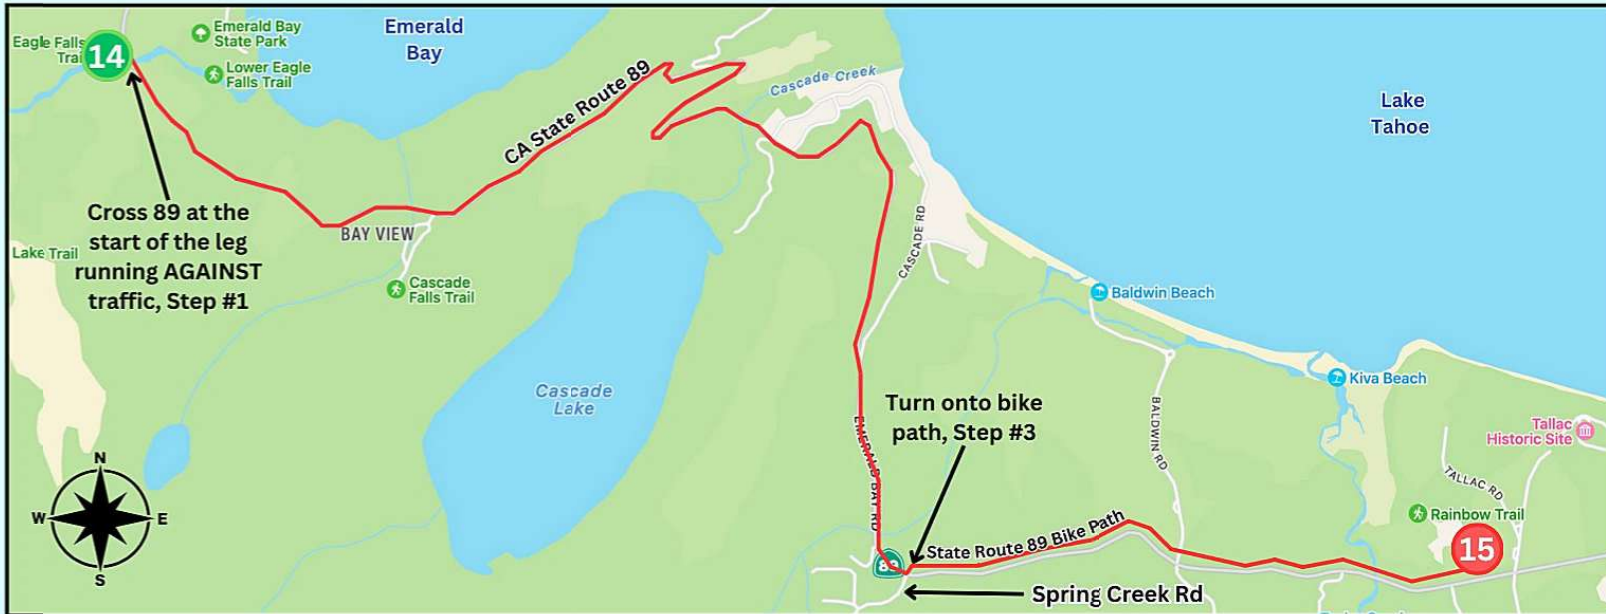 Eagle Falls
Trail
14
Emerald Bay
State Park
Lower Eagle
Falls Trail
Emerald
Bay
CA State Route 89
Cascade Creek
Lake
Tahoe
Cross 89 at the
start of the leg
running AGAINST
traffic, Step #1
Lake Trail
BAY VIEW
Cascade
Falls Trail
CASCADE RD
Baldwin Beach
Kiva Beach
Cascade
Lake
Turn onto bike
path, Step #3
EMERALD BAY RD
BALDWIN RD
Tallac
Historic Site
TALLAC RD
Rainbow Trail
15
N
W
E
S
State Route 89 Bike Path
89
Spring Creek Rd